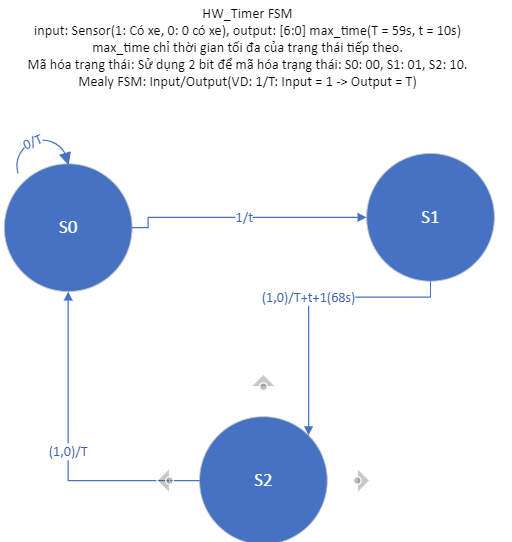 HW_Timer FSM
input: Sensor(1: Có xe, 0: 0 có xe), output: [6:0] max_time(T = 59s, t = 10s)
max_time chỉ thời gian tối đa của trạng thái tiếp theo.
Mã hóa trạng thái: Sử dụng 2 bit để mã hóa trạng thái: S0: 00, S1: 01, S2: 10.
Mealy FSM: Input/Output(VD: 1/T: Input = 1 -> Output = T)
0/T
S0
1/t
S1
(1,0)/T+t+1(68s)
(1,0)/T
S2